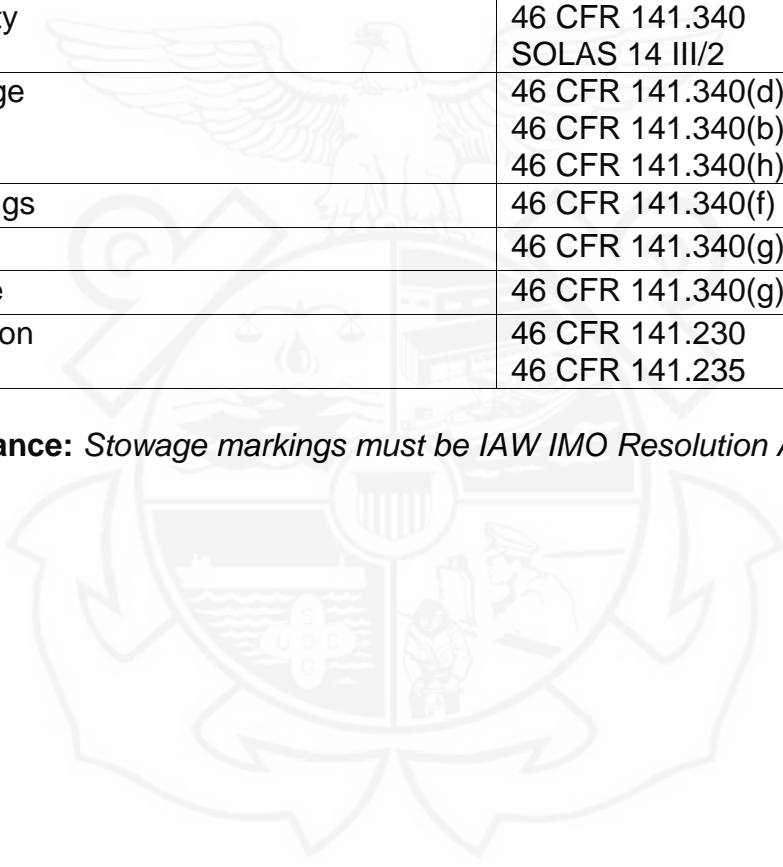 ty 46 CFR 141.340
SOLAS 14 III/2
ge 46 CFR 141.340(d)
46 CFR 141.340(b)
46 CFR 141.340(h)
gs 46 CFR 141.340(f)
46 CFR 141.340(g)
e 46 CFR 141.340(g)
on 46 CFR 141.230
46 CFR 141.235
ance: Stowage markings must be IAW IMO Resolution A